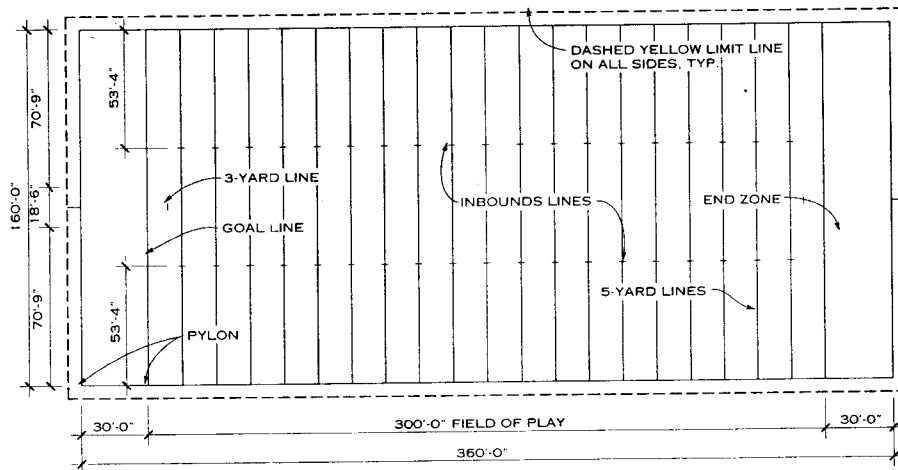 DASHED YELLOW LIMIT LINE
ON ALL SIDES, TYP.
53'-4"
70'-9"
3-YARD LINE
160'-0"
18'-6"
INBOUNDS LINES
END ZONE
GOAL LINE
70'-9"
53'-4"
5-YARD LINES
PYLON
30'-0"
300'-0" FIELD OF PLAY
30'-0"
360'-0"